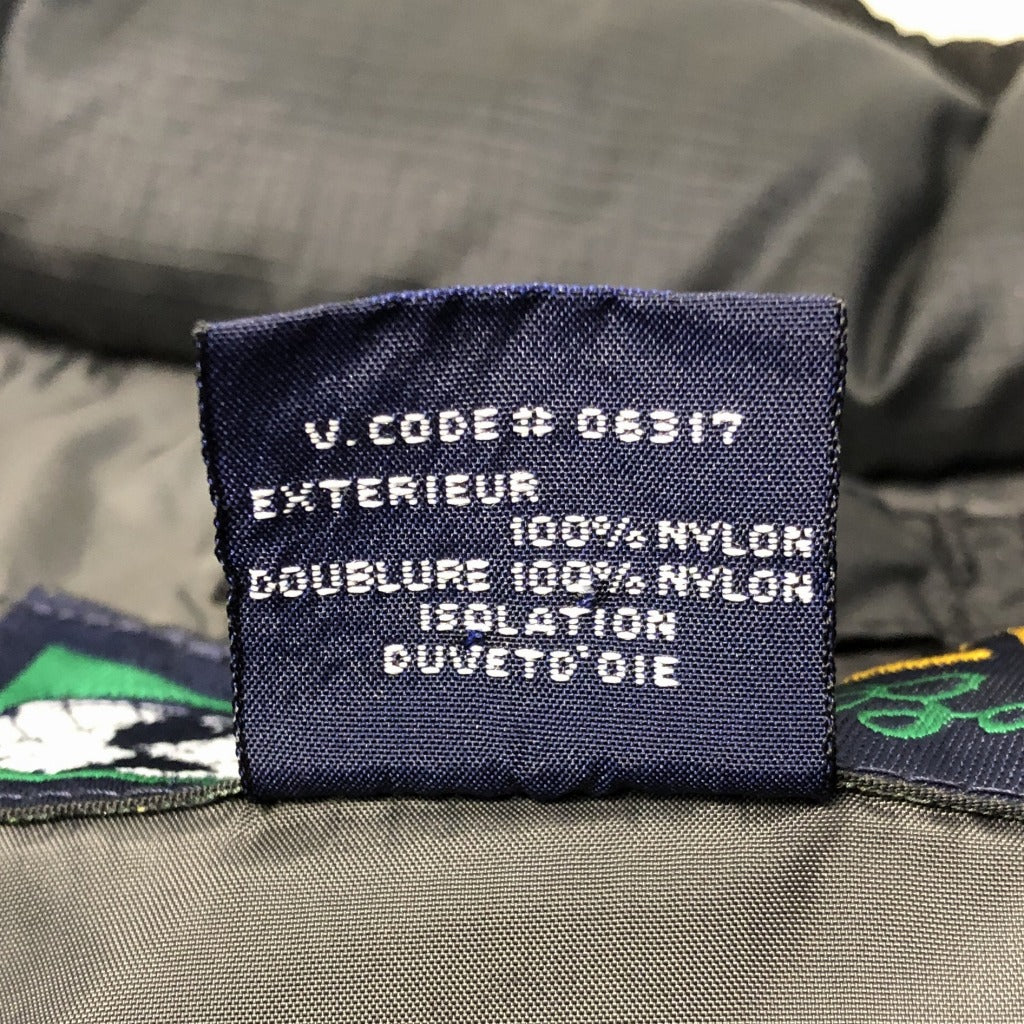 V. CODE # 06317
EXTERIEUR
100% NYLON
DOUBLURE 100% NYLON
ISOLATION
DUVETD'OIE